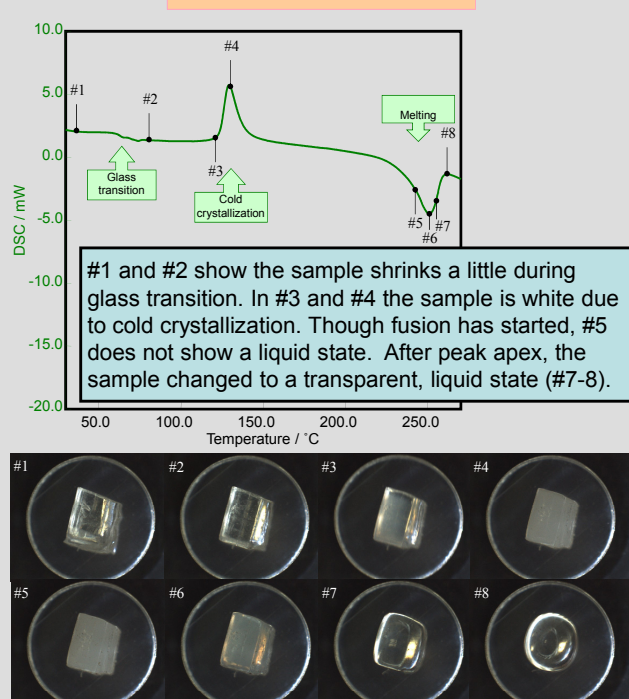 10.0
5.0
0.0
-5.0
-10.0
-15.0
-20.0
DSC / mW
#1
#2
#3
#4
Glass
transition
Cold
crystallization
Melting
#5
#6
#7
#8
#1 and #2 show the sample shrinks a little during
glass transition. In #3 and #4 the sample is white due
to cold crystallization. Though fusion has started, #5
does not show a liquid state. After peak apex, the
sample changed to a transparent, liquid state (#7-8).
50.0 100.0 150.0 200.0 250.0
Temperature / ˚C
#1 #2 #3 #4
#5 #6 #7 #8